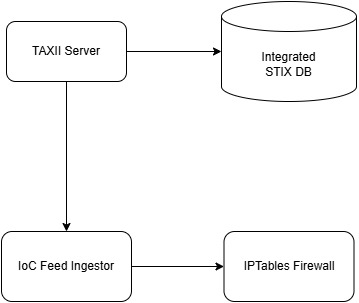 TAXII Server
Integrated
STIX DB
IoC Feed Ingestor
IPTables Firewall